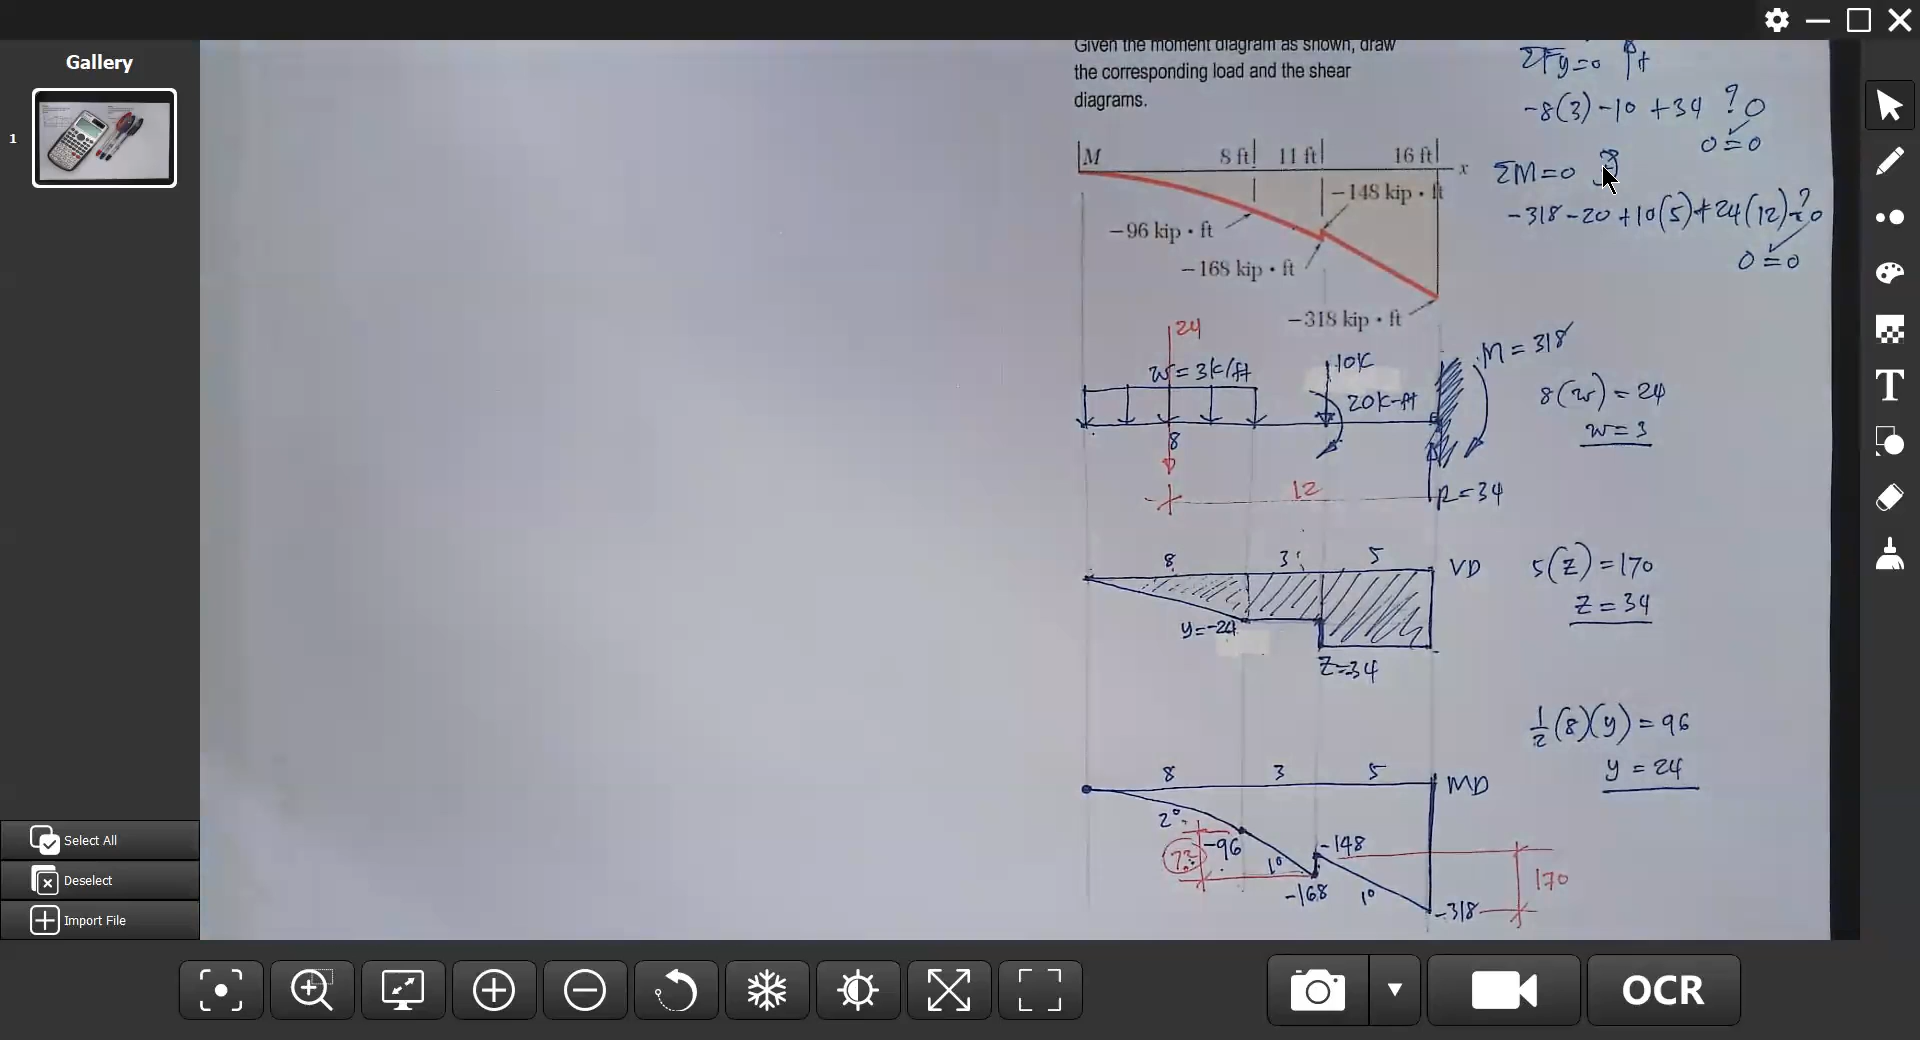 Gallery
1
Given the moment diagram as shown, draw
the corresponding load and the shear
diagrams.
ΣFy=0 ↑+
-8(3) -10 +34 ? 0
0 = 0
ΣM=0
-318-20 +10(5)+24(12) ?= 0
0 = 0
M 8 ft 11 ft 16 ft x
−148 kip • ft
−96 kip • ft
−168 kip • ft
−318 kip • ft
24
w = 3k/ft
10K
20K-ft
M = 318
8(w) = 24
w = 3
8
12
R=34
8 3 5 VD
5(z) = 170
z = 34
y=-24
Z=34
1/2 (8)(y) = 96
y = 24
8 3 5 MD
2°
-96
72
1°
-148
-168
1°
-318
170
Select All
Deselect
Import File
OCR